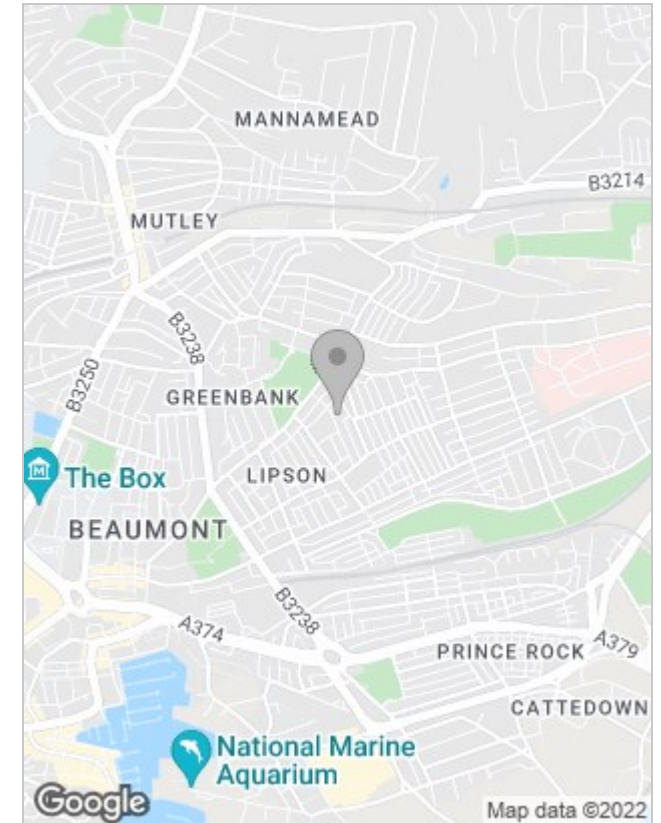 MANNAMEAD
B3214
MUTLEY
B3238
B3250
GREENBANK
The Box
LIPSON
BEAUMONT
B3238
A374
A379
PRINCE ROCK
CATTEDOWN
National Marine
Aquarium
Google
Map data ©2022